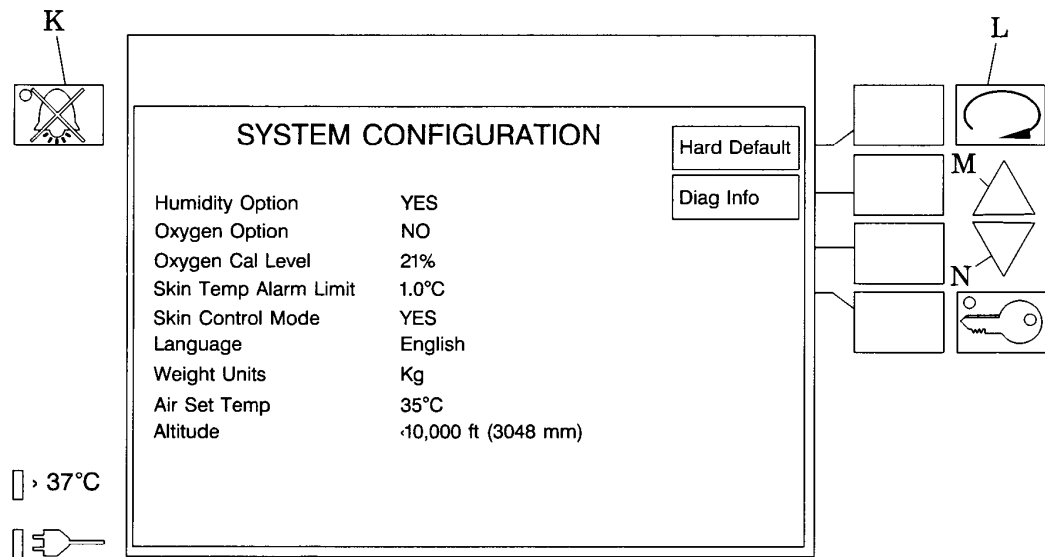 K
L
SYSTEM CONFIGURATION
Hard Default
Diag Info
M
N
Humidity Option YES
Oxygen Option NO
Oxygen Cal Level 21%
Skin Temp Alarm Limit 1.0°C
Skin Control Mode YES
Language English
Weight Units Kg
Air Set Temp 35°C
Altitude ‹10,000 ft (3048 mm)
› 37°C